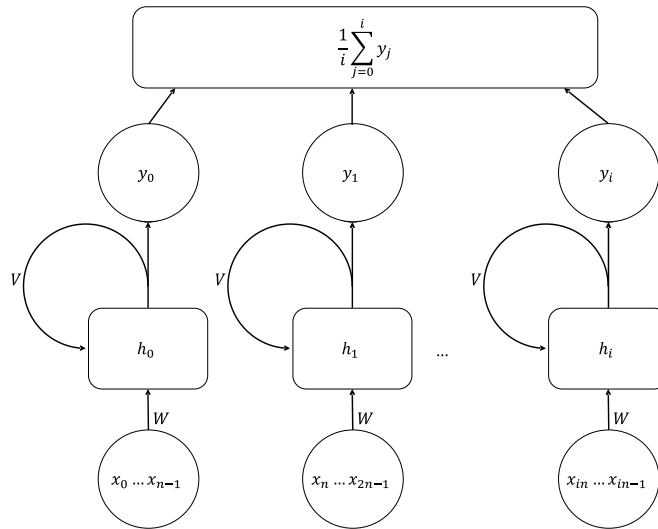 1/i ∑_{j=0}^{i} y_j
y_0 y_1 y_i
V V V
h_0 h_1 ... h_i
W W W
x_0 … x_{n−1} x_n … x_{2n−1} x_{in} … x_{in−1}